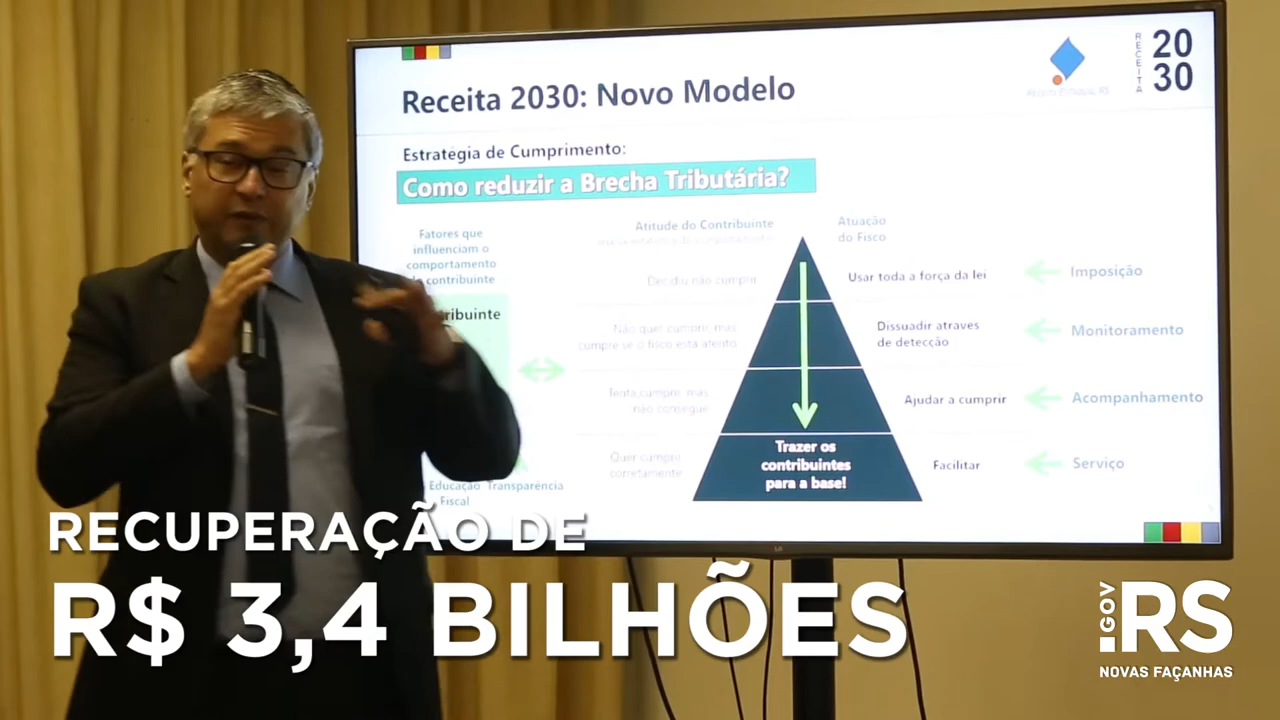 RECEITA
20
30
Receita 2030: Novo Modelo
Estratégia de Cumprimento:
Como reduzir a Brecha Tributária?
Fatores que
influenciam o
comportamento
contribuinte
ribuinte
Educação Transparência
Fiscal
Atitude do Contribuinte
Decidiu não cumprir
Não quer cumprir, mas
cumpre se o fisco está atento
Tenta cumprir, mas
não consegue
Quer cumprir
corretamente
Trazer os
contribuintes
para a base!
Atuação
do Fisco
Usar toda a força da lei
Dissuadir atraves
de detecção
Ajudar a cumprir
Facilitar
Imposição
Monitoramento
Acompanhamento
Serviço
RECUPERAÇÃO DE
R$ 3,4 BILHÕES
GOV
RS
NOVAS FAÇANHAS